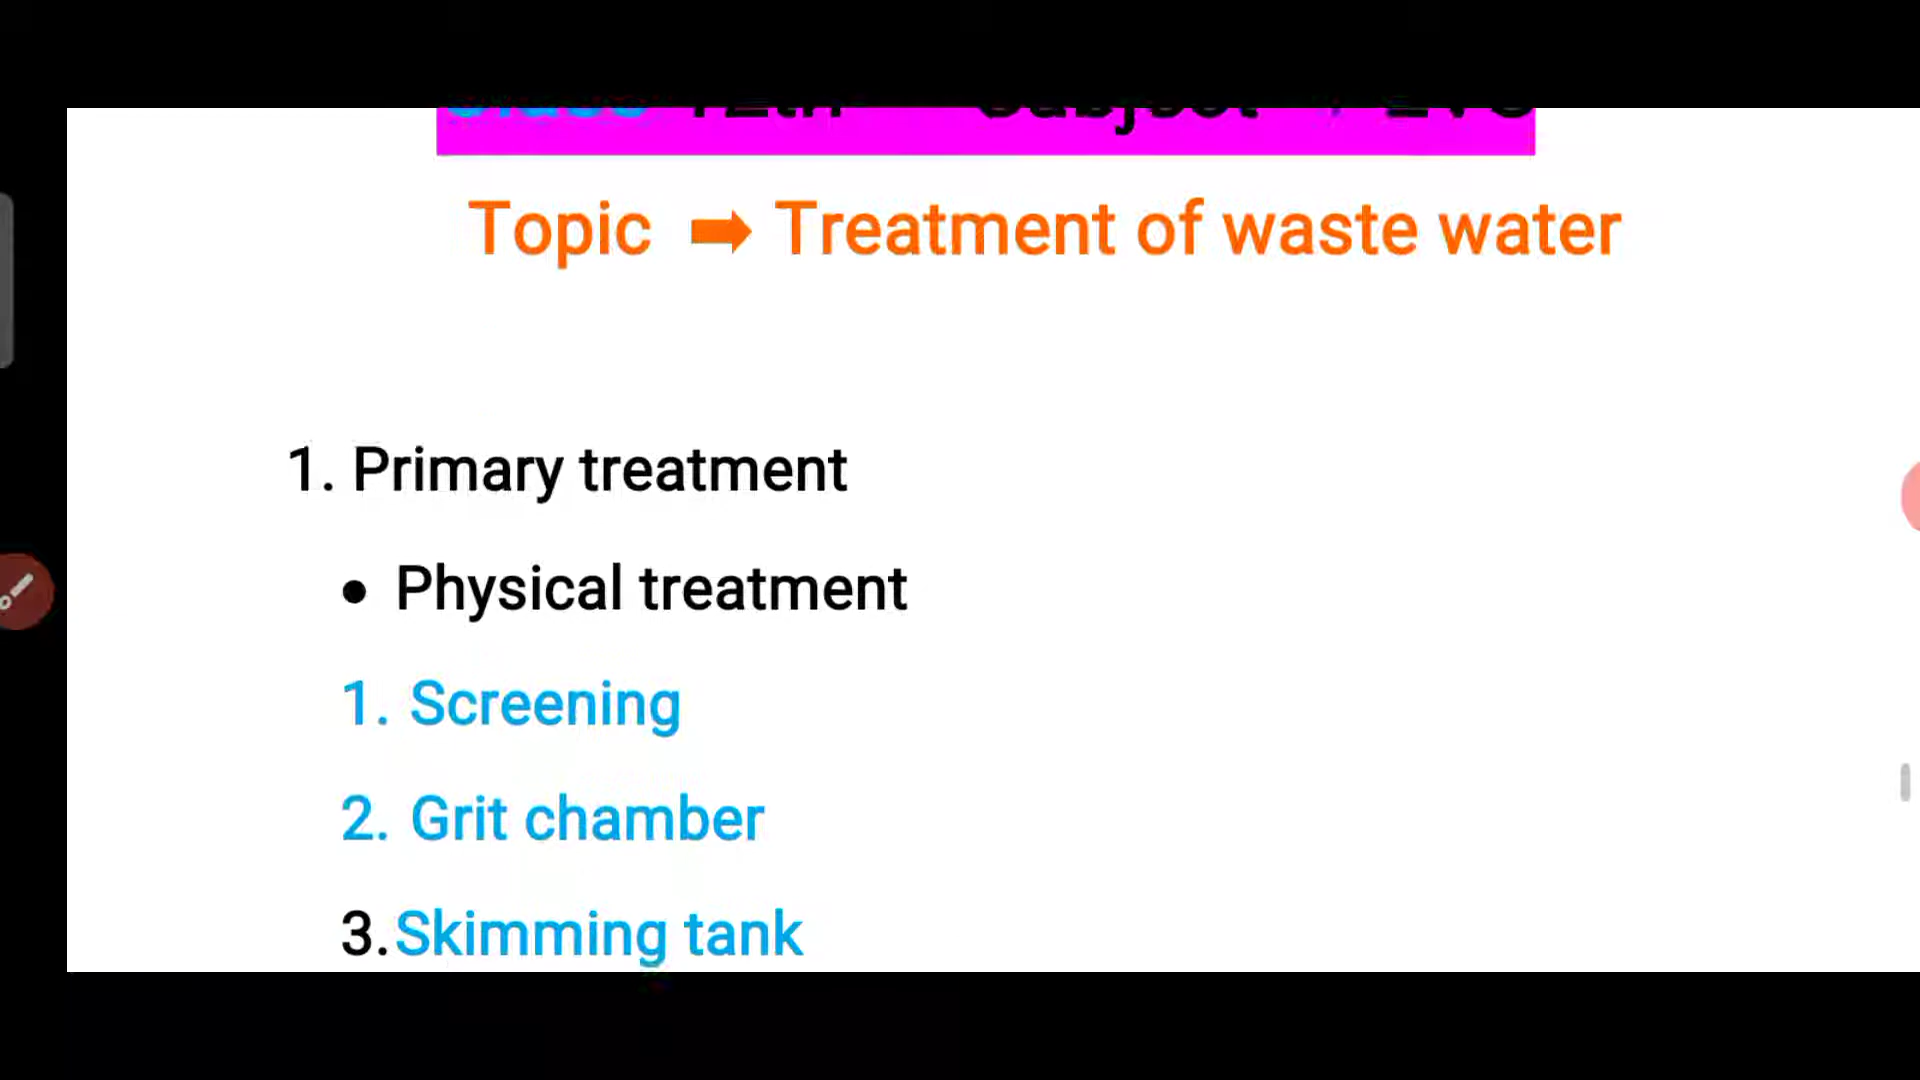 Topic ➡ Treatment of waste water
1. Primary treatment
• Physical treatment
1. Screening
2. Grit chamber
3. Skimming tank